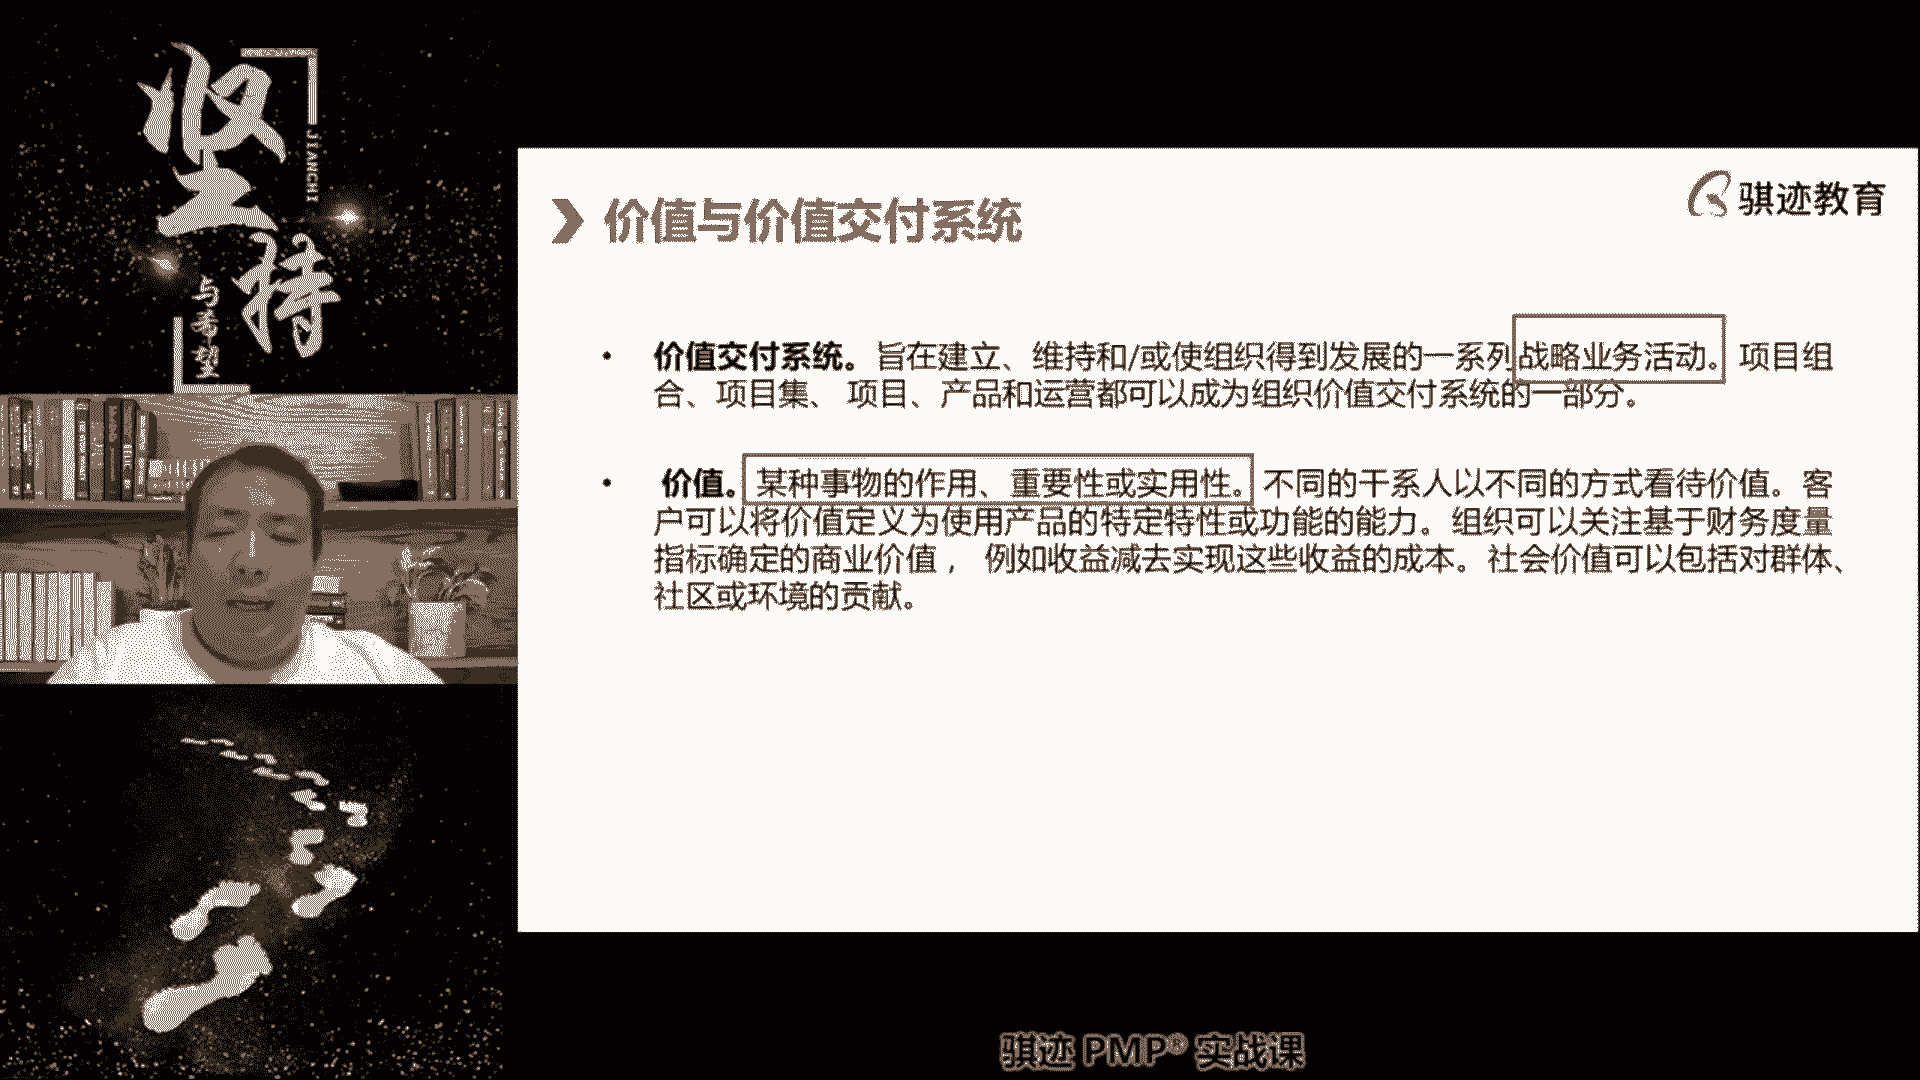 坚持
JIANCHI
与希望
骐迹教育
价值与价值交付系统
• 价值交付系统。旨在建立、维持和/或使组织得到发展的一系列战略业务活动。项目组
合、项目集、 项目、产品和运营都可以成为组织价值交付系统的一部分。
• 价值。某种事物的作用、重要性或实用性。不同的干系人以不同的方式看待价值。客
户可以将价值定义为使用产品的特定特性或功能的能力。组织可以关注基于财务度量
指标确定的商业价值， 例如收益减去实现这些收益的成本。社会价值可以包括对群体、
社区或环境的贡献。
骐迹 PMP® 实战课